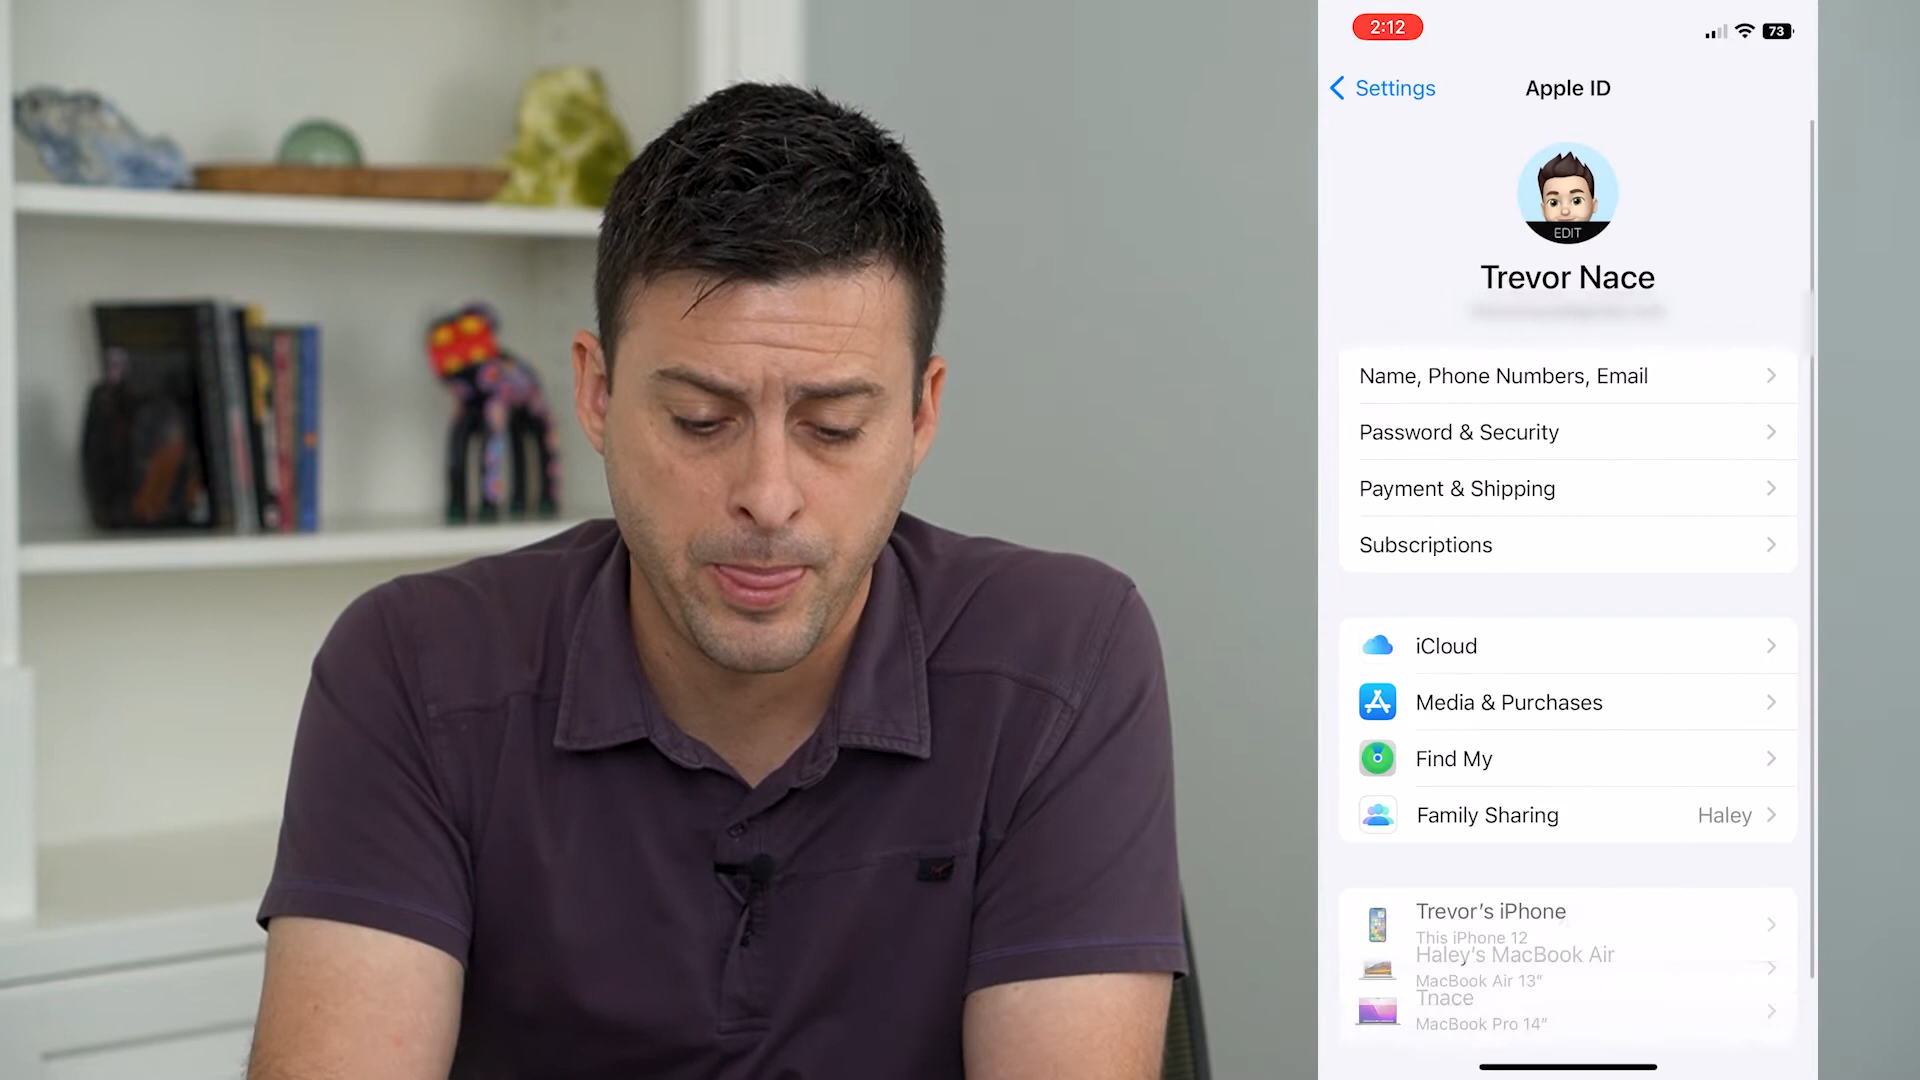 2:12
73
Settings
Apple ID
EDIT
Trevor Nace
Name, Phone Numbers, Email
Password & Security
Payment & Shipping
Subscriptions
iCloud
Media & Purchases
Find My
Family Sharing Haley
Trevor’s iPhone
This iPhone 12
Haley’s MacBook Air
MacBook Air 13”
Tnace
MacBook Pro 14”